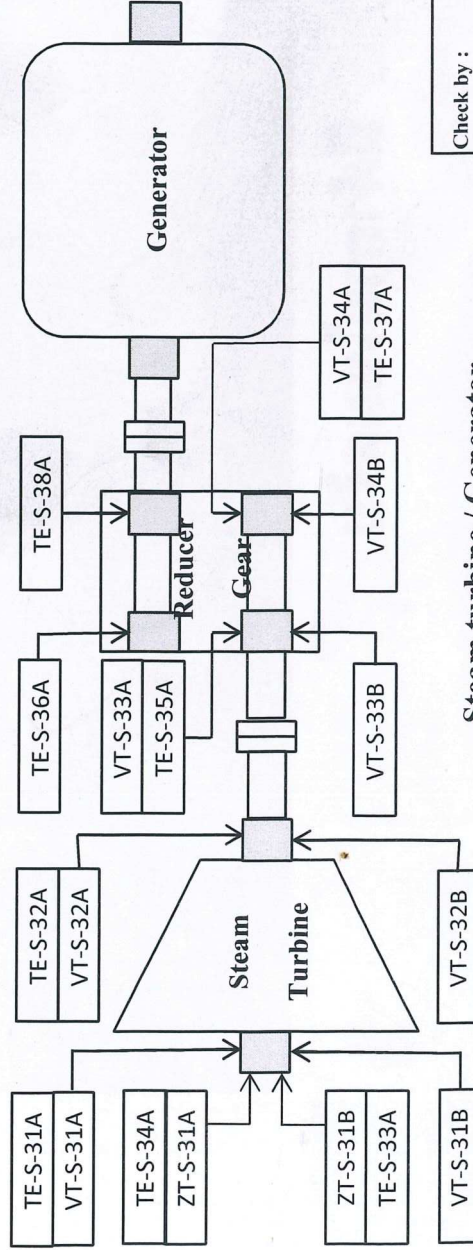 TE-S-31A
VT-S-31A
TE-S-34A
ZT-S-31A
ZT-S-31B
TE-S-33A
VT-S-31B
TE-S-32A
VT-S-32A
Steam
Turbine
VT-S-32B
TE-S-36A
VT-S-33A
TE-S-35A
VT-S-33B
TE-S-38A
Reducer
Gear
VT-S-34A
TE-S-37A
VT-S-34B
Generator
Steam turbine / Generator
Check by :